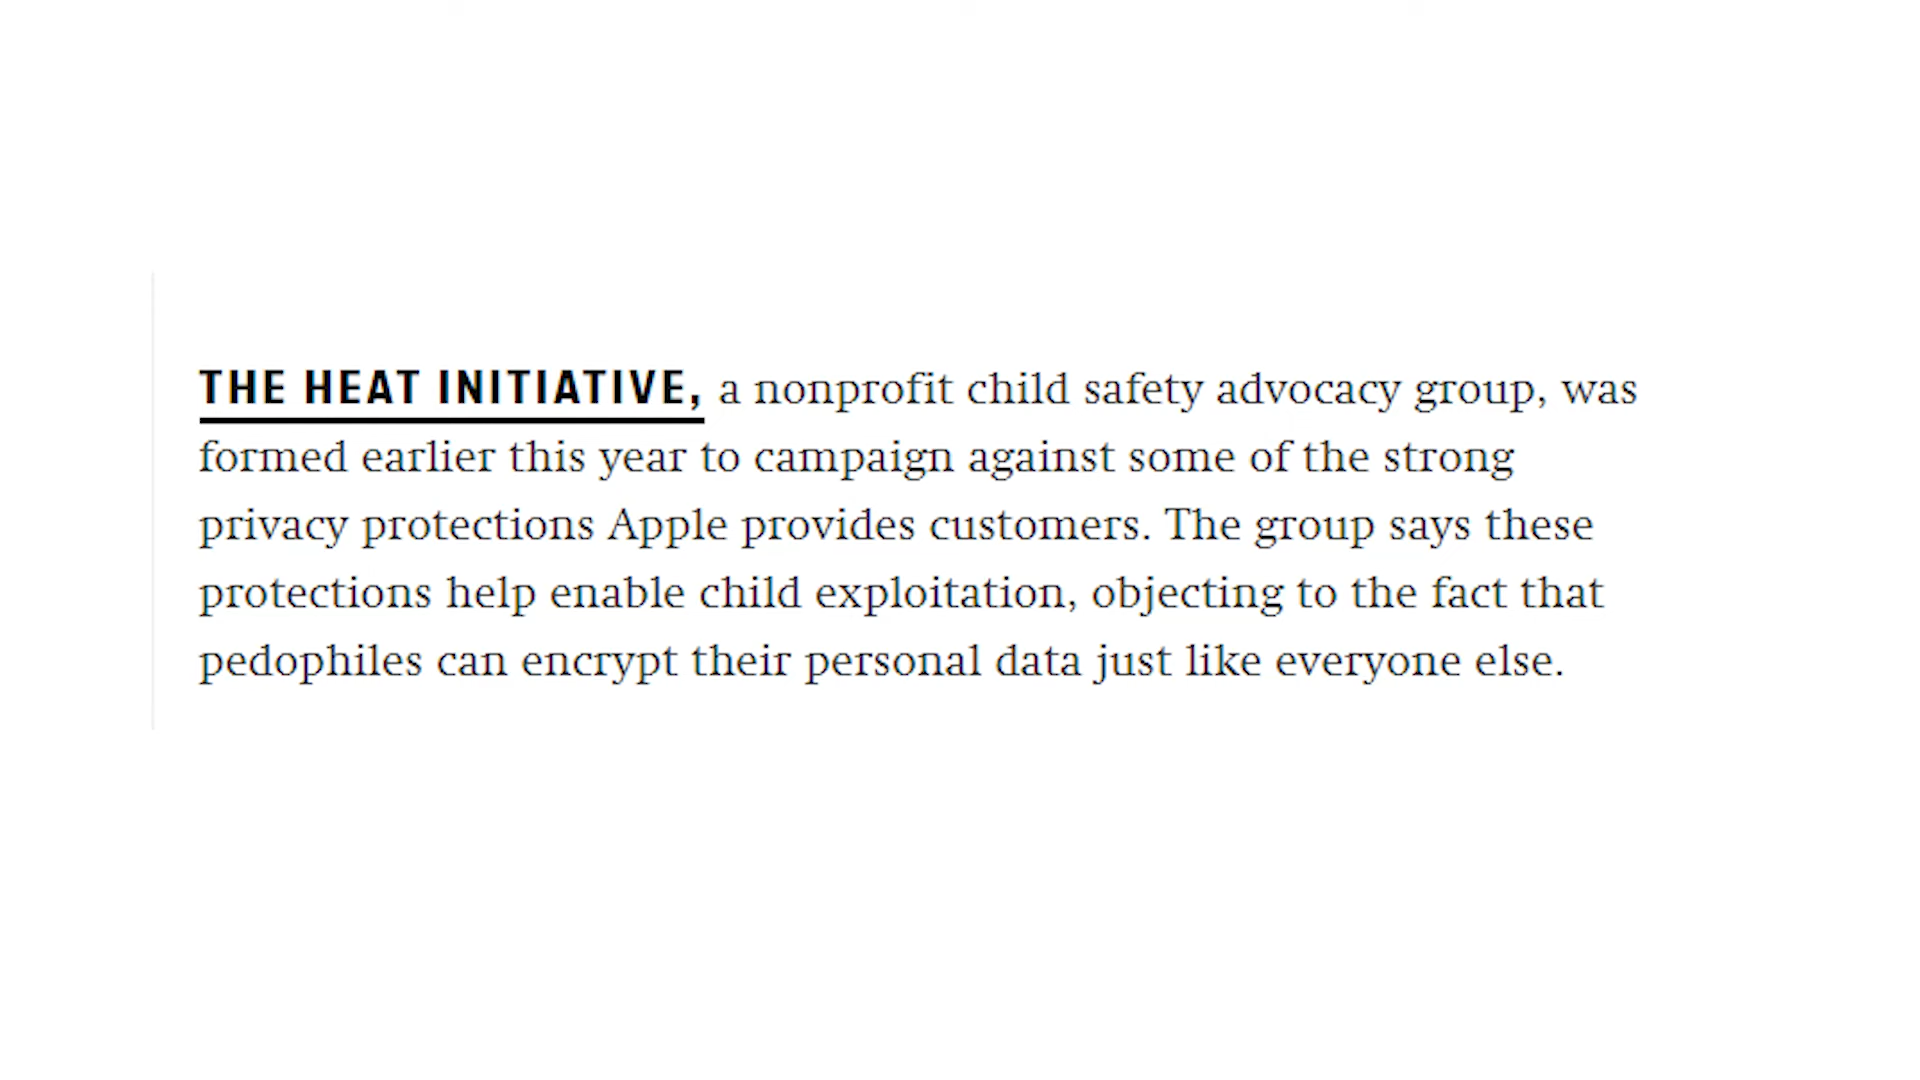 THE HEAT INITIATIVE, a nonprofit child safety advocacy group, was
formed earlier this year to campaign against some of the strong
privacy protections Apple provides customers. The group says these
protections help enable child exploitation, objecting to the fact that
pedophiles can encrypt their personal data just like everyone else.